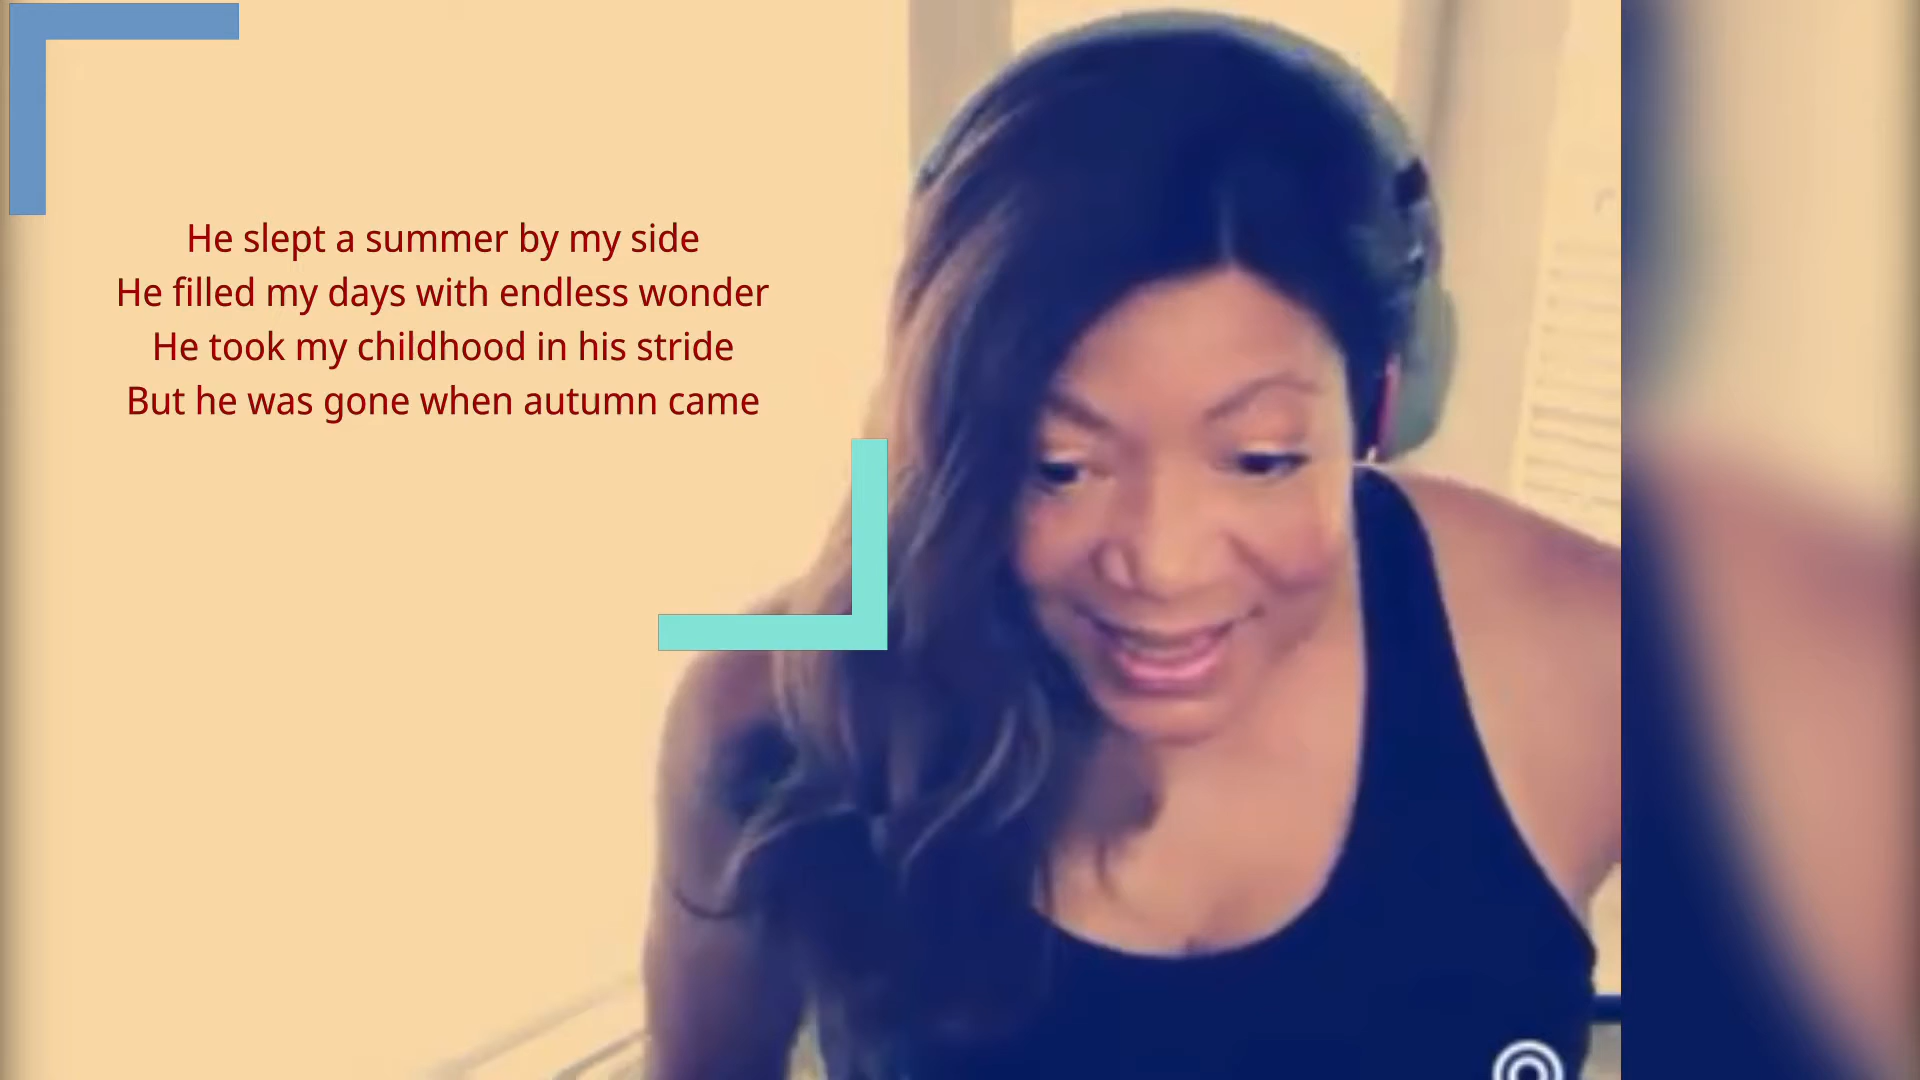 He slept a summer by my side
He filled my days with endless wonder
He took my childhood in his stride
But he was gone when autumn came